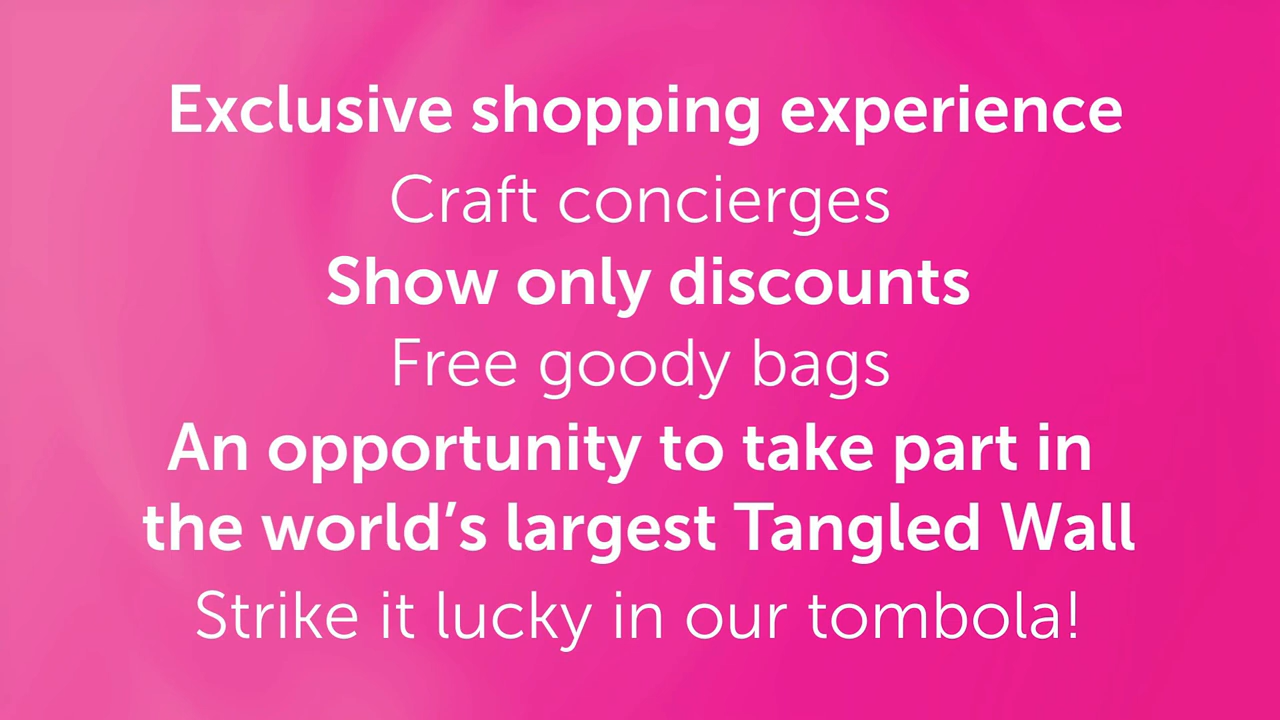 Exclusive shopping experience
Craft concierges
Show only discounts
Free goody bags
An opportunity to take part in
the world’s largest Tangled Wall
Strike it lucky in our tombola!